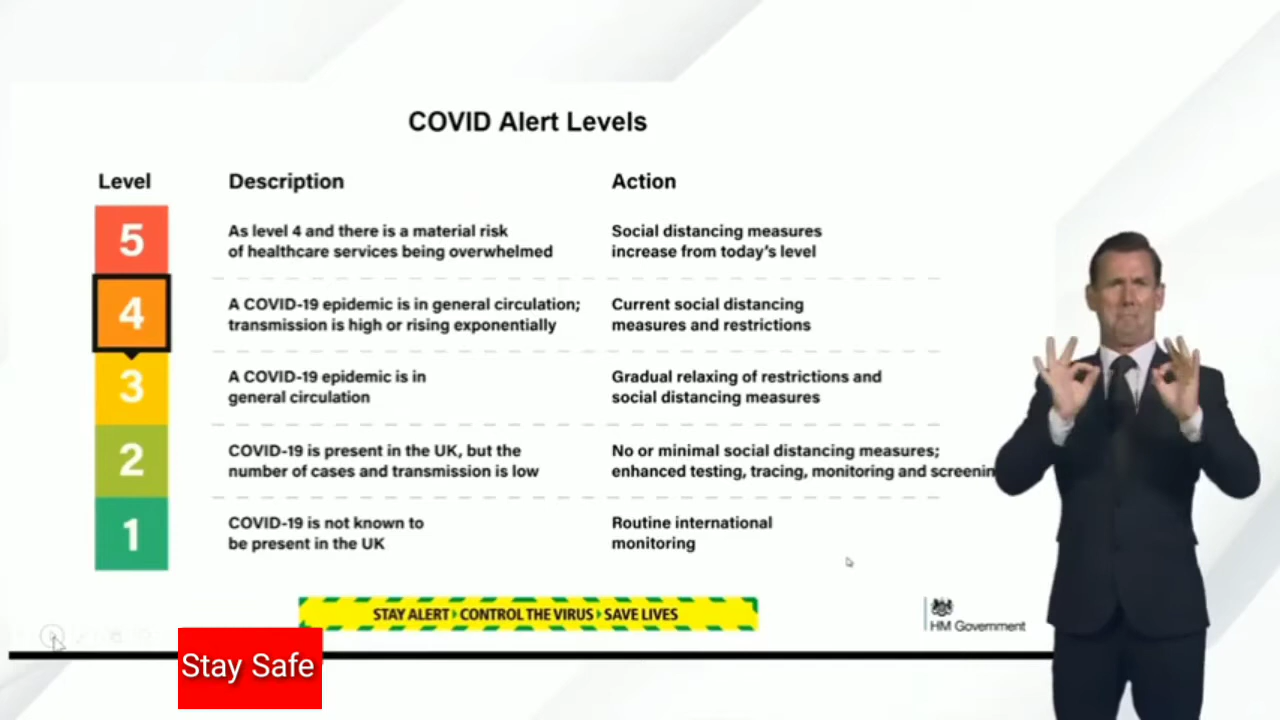 COVID Alert Levels
Level Description Action
5 As level 4 and there is a material risk Social distancing measures
of healthcare services being overwhelmed increase from today's level
4 A COVID-19 epidemic is in general circulation; Current social distancing
transmission is high or rising exponentially measures and restrictions
3 A COVID-19 epidemic is in Gradual relaxing of restrictions and
general circulation social distancing measures
2 COVID-19 is present in the UK, but the No or minimal social distancing measures;
number of cases and transmission is low enhanced testing, tracing, monitoring and screenin
1 COVID-19 is not known to Routine international
be present in the UK monitoring
STAY ALERT CONTROL THE VIRUS SAVE LIVES
HM Government
Stay Safe